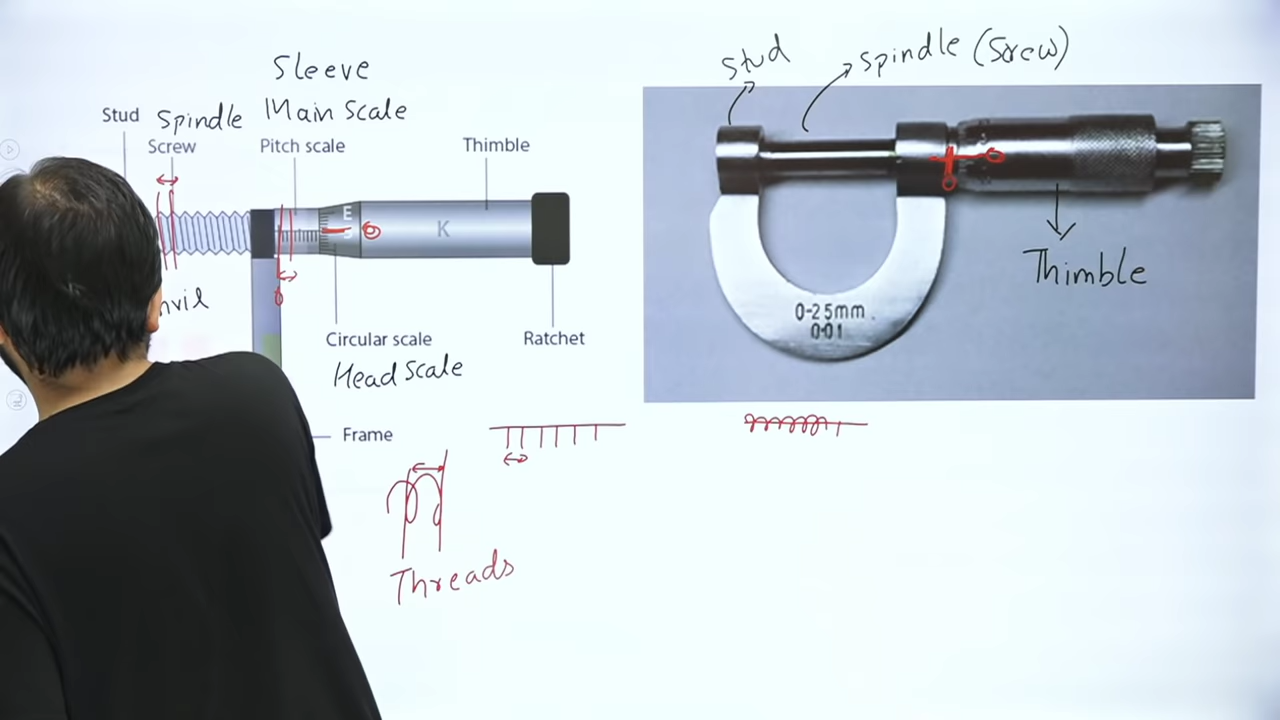 Sleeve
Main Scale
Stud
Spindle
Screw
Pitch scale
Thimble
E
K
Circular scale
Head Scale
Ratchet
Frame
Threads
Stud
Spindle (Screw)
Thimble
0-25mm
0·01